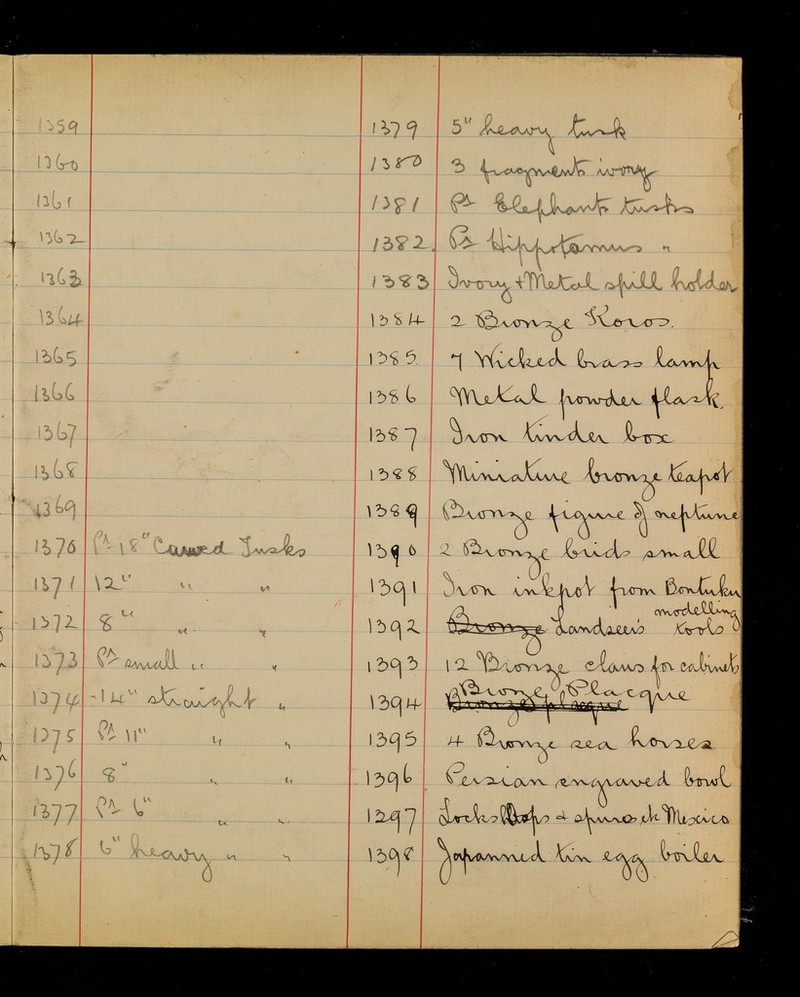 1359
1360
1361
1362
1363
1364
1365
1366
1367
1368
1369
1370 Pr 18" Curved Tusks
1371 12" " "
1372 8" " "
1373 Pr small " "
1374 -14" straight "
1375 Pr 11" " "
1376 8" " "
1377 Pr 6" " "
1378 6" heavy " "
1379 5" heavy tusk
1380 3 fragments ivory
1381 Pr Elephants tusks
1382 Pr Hippotamus "
1383 Ivory + Metal spill holder
1384 2 Bronze Koros.
1385 7 Wicked brass lamp
1386 Metal powder flask.
1387 Iron tinder box
1388 Miniature bronze teapot
1389 Bronze figure of neptune
1390 2 Bronze birds small
1391 Iron inkpot from Bontuku
1392 Bronze Landseers modelling tools
1393 12 Bronze claws for cabinets
1394 Bronze Placque
Bronze placque
1395 4 Bronze sea horses
1396 Persian engraved bowl
1297 Locks + spurs etc Mexico
1398 Japanned tin egg boiler